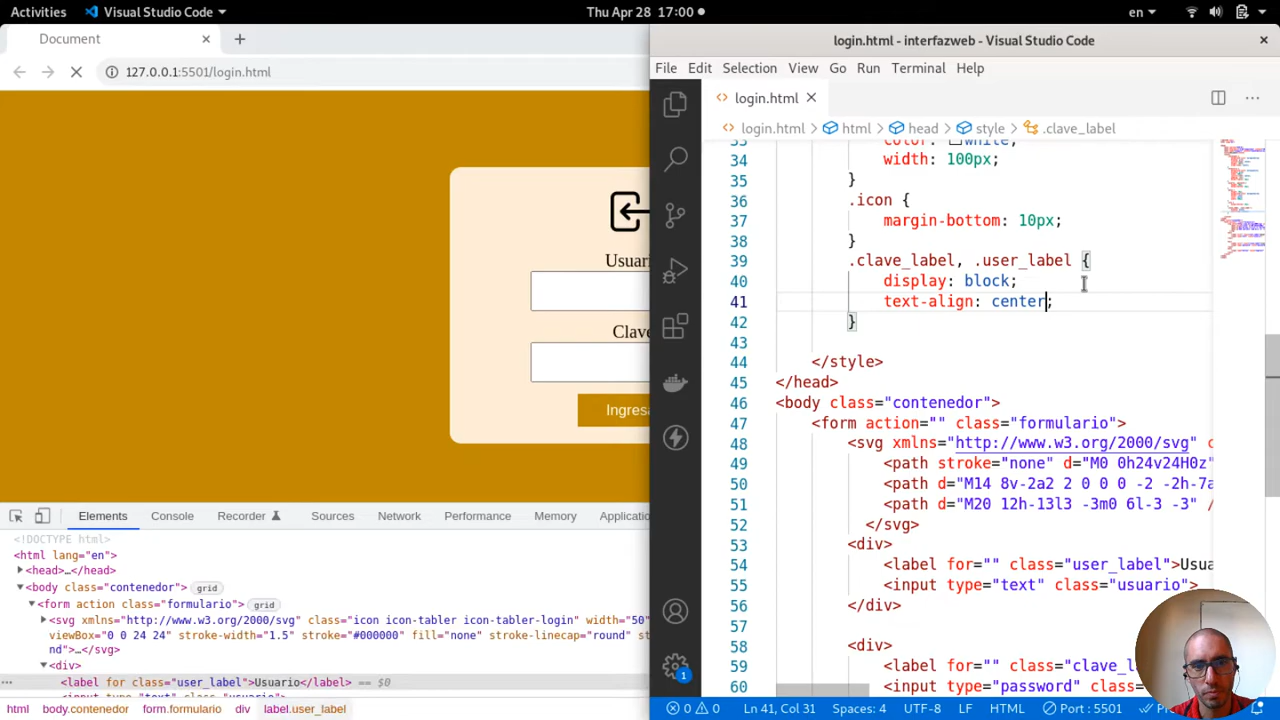 Activities Visual Studio Code Thu Apr 28 17:00 en
Document
127.0.0.1:5501/login.html
Usuari
Clave
Ingresa
Elements Console Recorder Sources Network Performance Memory Applicatio
<!DOCTYPE html>
<html lang="en">
<head>…</head>
<body class="contenedor"> grid
<form action class="formulario"> grid
<svg xmlns="http://www.w3.org/2000/svg" class="icon icon-tabler icon-tabler-login" width="50"
viewBox="0 0 24 24" stroke-width="1.5" stroke="#000000" fill="none" stroke-linecap="round" st
nd">…</svg>
<div>
<label for class="user_label">Usuario</label> == $0
<input type="text" class="usuario">
html body.contenedor form.formulario div label.user_label
login.html - interfazweb - Visual Studio Code
File Edit Selection View Go Run Terminal Help
login.html
login.html > html > head > style > .clave_label
33 color: white;
34 width: 100px;
35 }
36 .icon {
37 margin-bottom: 10px;
38 }
39 .clave_label, .user_label {
40 display: block;
41 text-align: center;
42 }
43
44 </style>
45 </head>
46 <body class="contenedor">
47 <form action="" class="formulario">
48 <svg xmlns="http://www.w3.org/2000/svg" c
49 <path stroke="none" d="M0 0h24v24H0z"
50 <path d="M14 8v-2a2 2 0 0 0 -2 -2h-7a
51 <path d="M20 12h-13l3 -3m0 6l-3 -3" /
52 </svg>
53 <div>
54 <label for="" class="user_label">Usua
55 <input type="text" class="usuario">
56 </div>
57
58 <div>
59 <label for="" class="clave_l
60 <input type="password" class=
1
0 0 Ln 41, Col 31 Spaces: 4 UTF-8 LF HTML Port : 5501